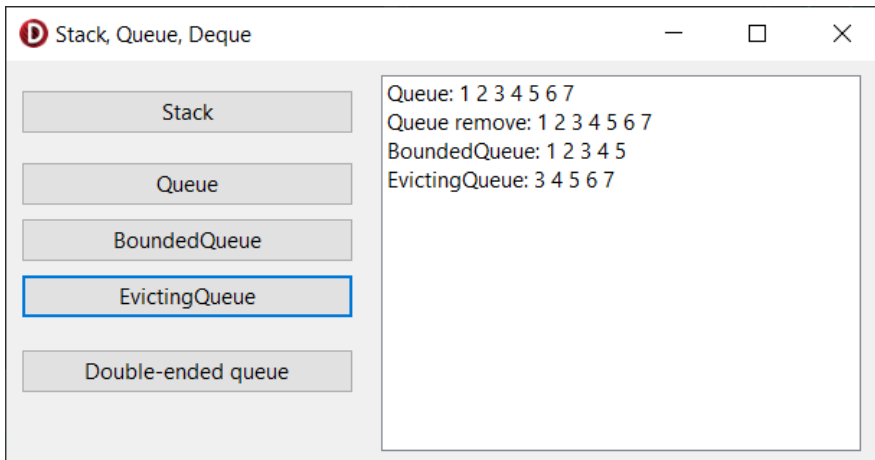 Stack, Queue, Deque
Stack
Queue
BoundedQueue
EvictingQueue
Double-ended queue
Queue: 1 2 3 4 5 6 7
Queue remove: 1 2 3 4 5 6 7
BoundedQueue: 1 2 3 4 5
EvictingQueue: 3 4 5 6 7